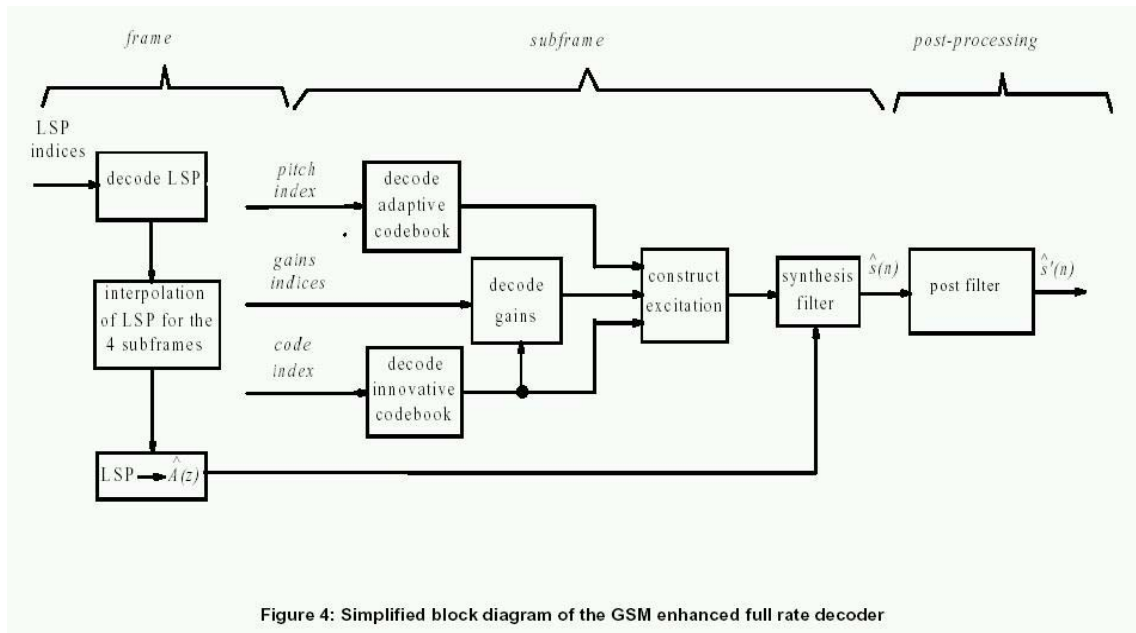 frame
subframe
post-processing
LSP
indices
decode LSP
interpolation
of LSP for the
4 subframes
LSP Â(z)
pitch
index
decode
adaptive
codebook
gains
indices
decode
gains
code
index
decode
innovative
codebook
construct
excitation
synthesis
filter
ŝ(n)
post filter
ŝ'(n)
Figure 4: Simplified block diagram of the GSM enhanced full rate decoder